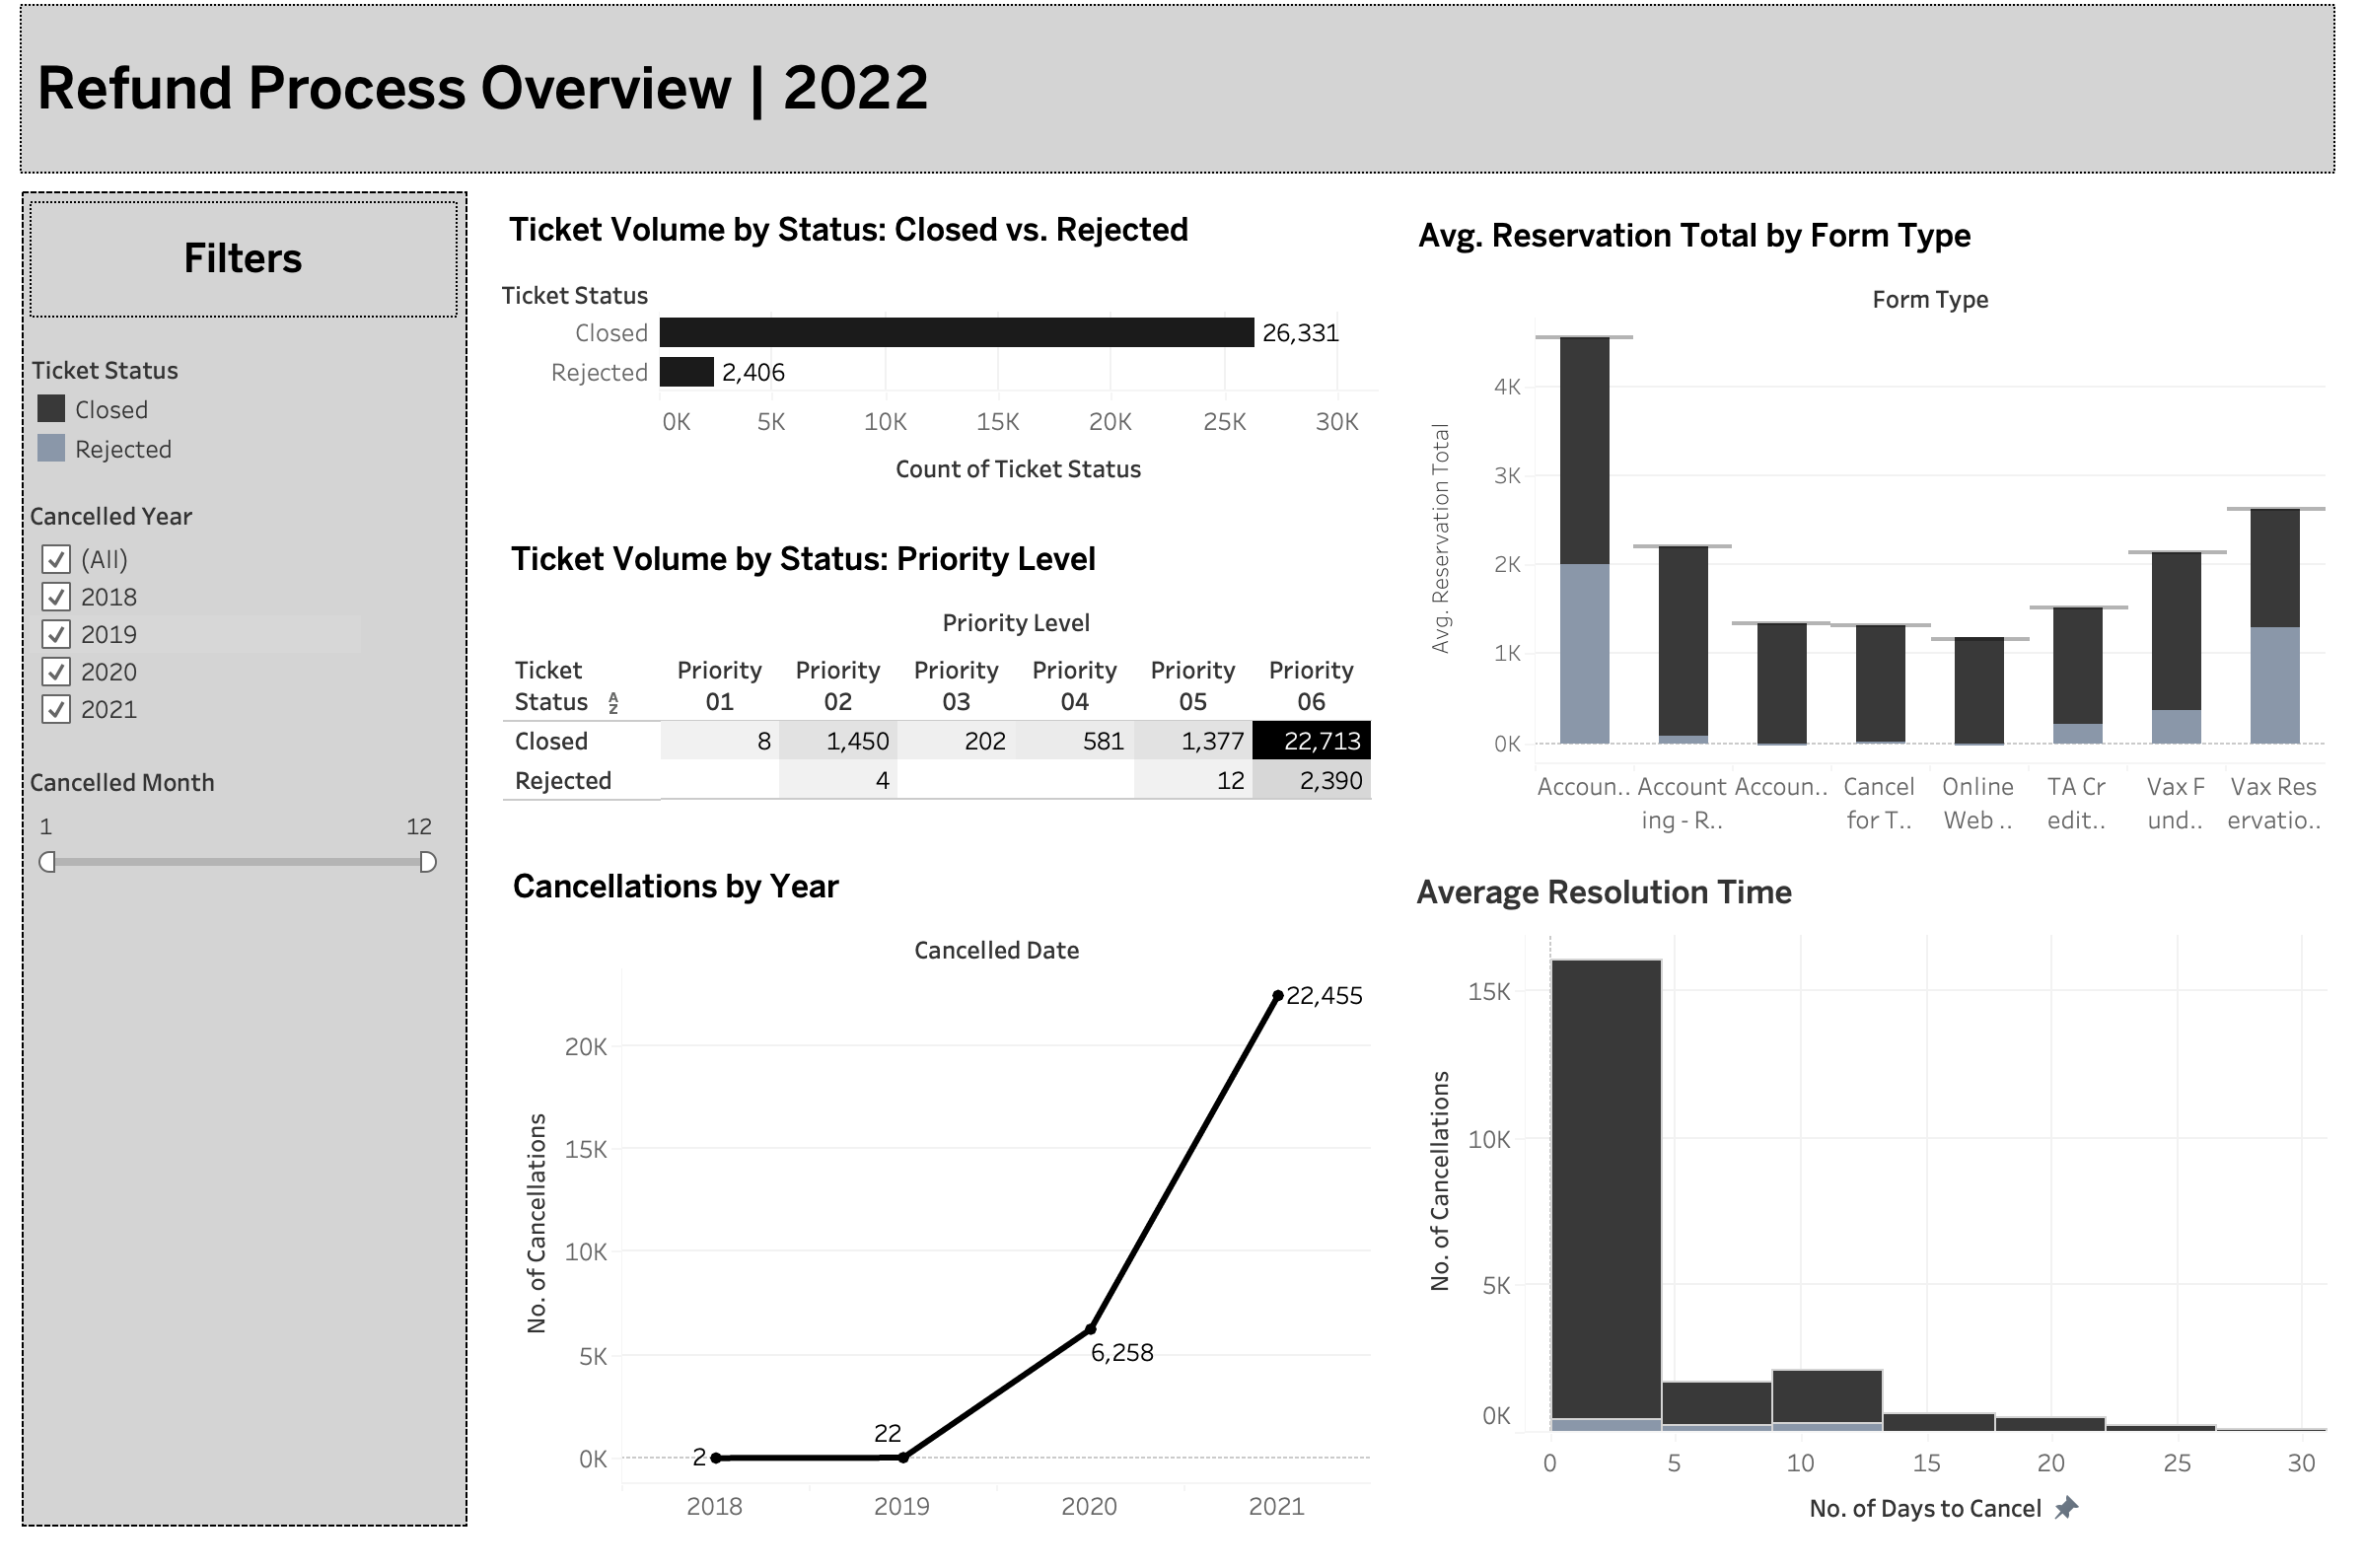 Refund Process Overview | 2022
Filters
Ticket Status
Closed
Rejected
Cancelled Year
(All)
2018
2019
2020
2021
Cancelled Month
1 12
Ticket Volume by Status: Closed vs. Rejected
Ticket Status
Closed 26,331
Rejected 2,406
0K 5K 10K 15K 20K 25K 30K
Count of Ticket Status
Ticket Volume by Status: Priority Level
Priority Level
Ticket Priority Priority Priority Priority Priority Priority
Status AZ 01 02 03 04 05 06
Closed 8 1,450 202 581 1,377 22,713
Rejected 4 12 2,390
Cancellations by Year
Cancelled Date
No. of Cancellations
20K
15K
10K
5K
0K
22,455
6,258
22
2
2018 2019 2020 2021
Avg. Reservation Total by Form Type
Form Type
Avg. Reservation Total
4K
3K
2K
1K
0K
Accoun.. Account Accoun.. Cancel Online TA Cr Vax F Vax Res
ing - R.. for T.. Web .. edit.. und.. ervatio..
Average Resolution Time
No. of Cancellations
15K
10K
5K
0K
0 5 10 15 20 25 30
No. of Days to Cancel